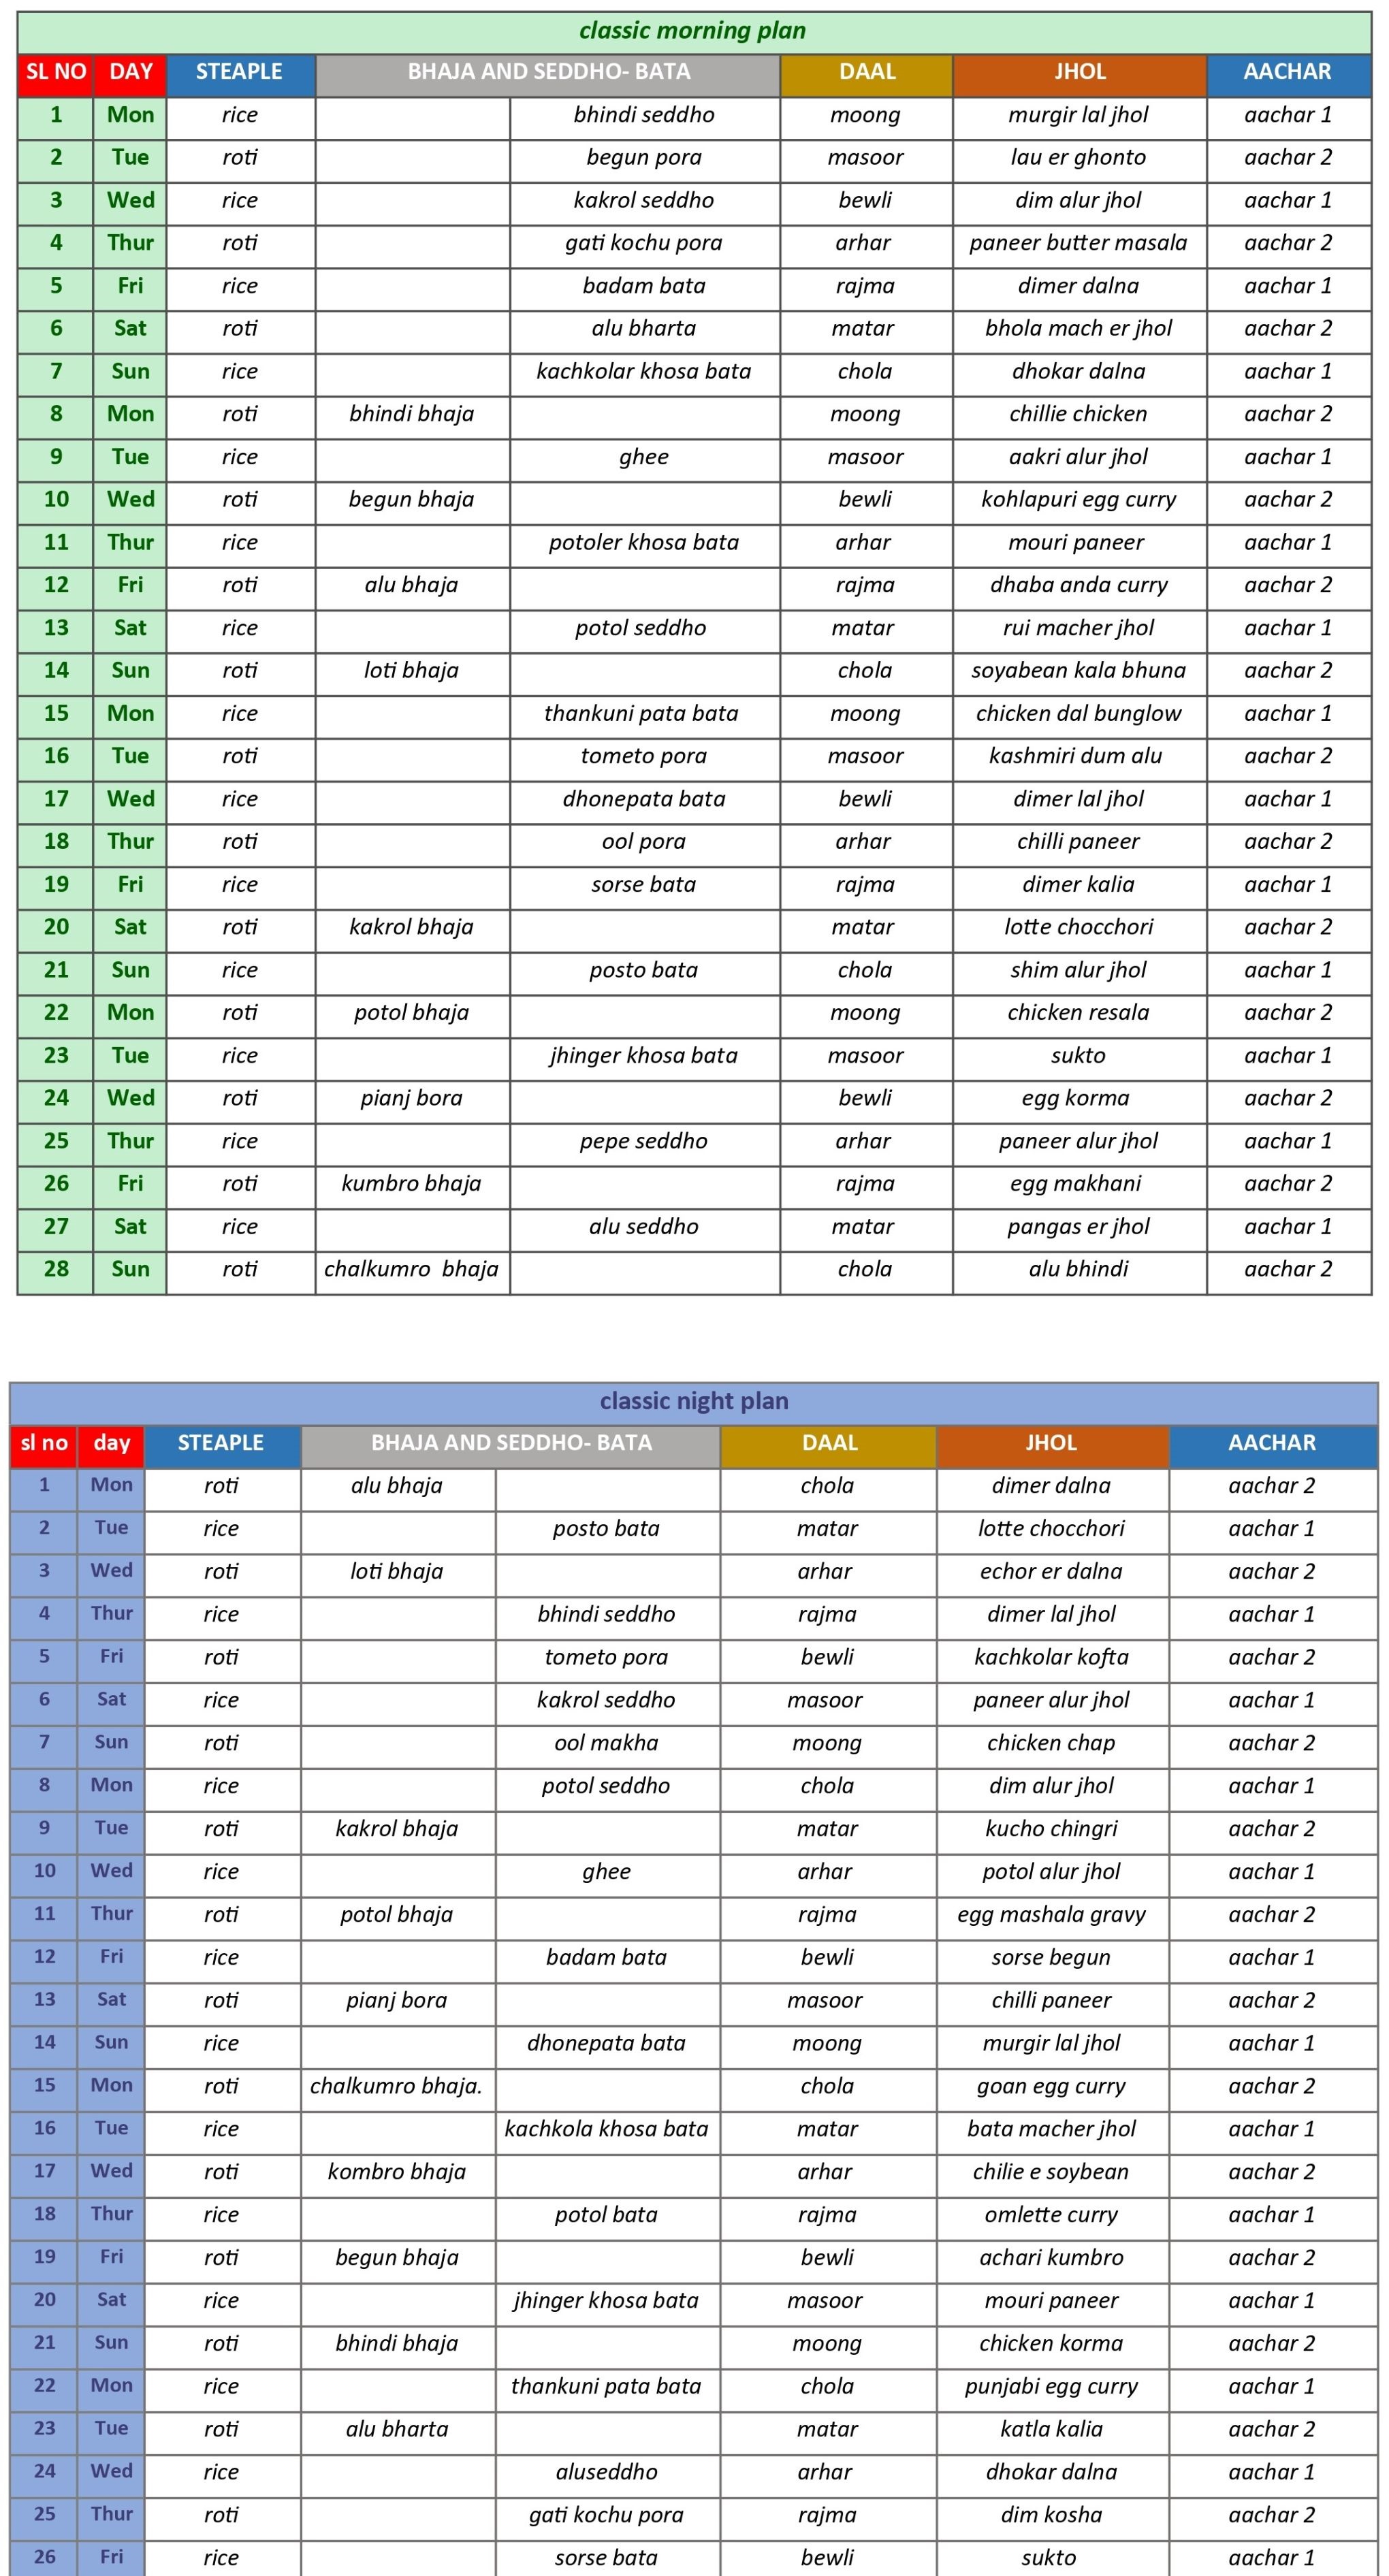 classic morning plan
SL NO DAY STEAPLE BHAJA AND SEDDHO- BATA DAAL JHOL AACHAR
1 Mon rice bhindi seddho moong murgir lal jhol aachar 1
2 Tue roti begun pora masoor lau er ghonto aachar 2
3 Wed rice kakrol seddho bewli dim alur jhol aachar 1
4 Thur roti gati kochu pora arhar paneer butter masala aachar 2
5 Fri rice badam bata rajma dimer dalna aachar 1
6 Sat roti alu bharta matar bhola mach er jhol aachar 2
7 Sun rice kachkolar khosa bata chola dhokar dalna aachar 1
8 Mon roti bhindi bhaja moong chillie chicken aachar 2
9 Tue rice ghee masoor aakri alur jhol aachar 1
10 Wed roti begun bhaja bewli kohlapuri egg curry aachar 2
11 Thur rice potoler khosa bata arhar mouri paneer aachar 1
12 Fri roti alu bhaja rajma dhaba anda curry aachar 2
13 Sat rice potol seddho matar rui macher jhol aachar 1
14 Sun roti loti bhaja chola soyabean kala bhuna aachar 2
15 Mon rice thankuni pata bata moong chicken dal bunglow aachar 1
16 Tue roti tometo pora masoor kashmiri dum alu aachar 2
17 Wed rice dhonepata bata bewli dimer lal jhol aachar 1
18 Thur roti ool pora arhar chilli paneer aachar 2
19 Fri rice sorse bata rajma dimer kalia aachar 1
20 Sat roti kakrol bhaja matar lotte chocchori aachar 2
21 Sun rice posto bata chola shim alur jhol aachar 1
22 Mon roti potol bhaja moong chicken resala aachar 2
23 Tue rice jhinger khosa bata masoor sukto aachar 1
24 Wed roti pianj bora bewli egg korma aachar 2
25 Thur rice pepe seddho arhar paneer alur jhol aachar 1
26 Fri roti kumbro bhaja rajma egg makhani aachar 2
27 Sat rice alu seddho matar pangas er jhol aachar 1
28 Sun roti chalkumro bhaja chola alu bhindi aachar 2
classic night plan
sl no day STEAPLE BHAJA AND SEDDHO- BATA DAAL JHOL AACHAR
1 Mon roti alu bhaja chola dimer dalna aachar 2
2 Tue rice posto bata matar lotte chocchori aachar 1
3 Wed roti loti bhaja arhar echor er dalna aachar 2
4 Thur rice bhindi seddho rajma dimer lal jhol aachar 1
5 Fri roti tometo pora bewli kachkolar kofta aachar 2
6 Sat rice kakrol seddho masoor paneer alur jhol aachar 1
7 Sun roti ool makha moong chicken chap aachar 2
8 Mon rice potol seddho chola dim alur jhol aachar 1
9 Tue roti kakrol bhaja matar kucho chingri aachar 2
10 Wed rice ghee arhar potol alur jhol aachar 1
11 Thur roti potol bhaja rajma egg mashala gravy aachar 2
12 Fri rice badam bata bewli sorse begun aachar 1
13 Sat roti pianj bora masoor chilli paneer aachar 2
14 Sun rice dhonepata bata moong murgir lal jhol aachar 1
15 Mon roti chalkumro bhaja. chola goan egg curry aachar 2
16 Tue rice kachkola khosa bata matar bata macher jhol aachar 1
17 Wed roti kombro bhaja arhar chilie e soybean aachar 2
18 Thur rice potol bata rajma omlette curry aachar 1
19 Fri roti begun bhaja bewli achari kumbro aachar 2
20 Sat rice jhinger khosa bata masoor mouri paneer aachar 1
21 Sun roti bhindi bhaja moong chicken korma aachar 2
22 Mon rice thankuni pata bata chola punjabi egg curry aachar 1
23 Tue roti alu bharta matar katla kalia aachar 2
24 Wed rice aluseddho arhar dhokar dalna aachar 1
25 Thur roti gati kochu pora rajma dim kosha aachar 2
26 Fri rice sorse bata bewli sukto aachar 1